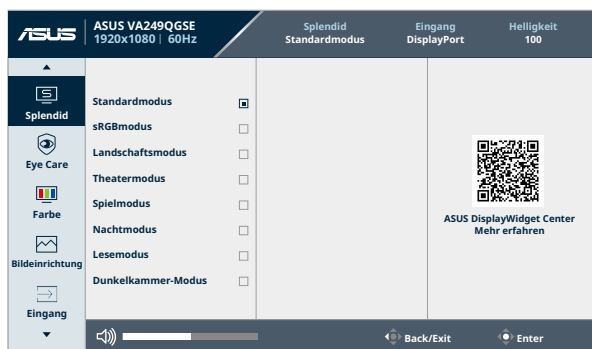 ASUS
ASUS VA249QGSE
1920x1080 | 60Hz
Splendid
Standardmodus
Eingang
DisplayPort
Helligkeit
100
Splendid
Eye Care
Farbe
Bildeinrichtung
Eingang
Standardmodus
sRGBmodus
Landschaftsmodus
Theatermodus
Spielmodus
Nachtmodus
Lesemodus
Dunkelkammer-Modus
ASUS DisplayWidget Center
Mehr erfahren
Back/Exit
Enter